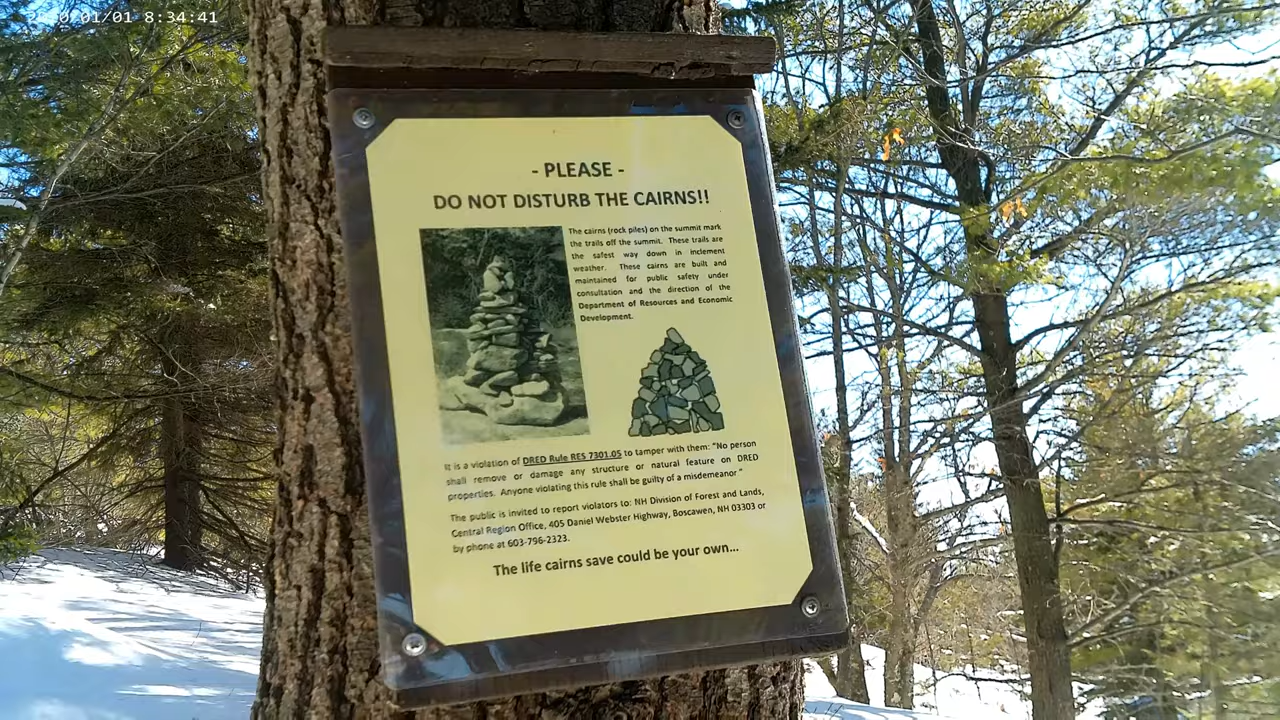 8:34:41
- PLEASE -
DO NOT DISTURB THE CAIRNS!!
The cairns (rock piles) on the summit mark
the trails off the summit. These trails are
the safest way down in inclement
weather. These cairns are built and
maintained for public safety under
consultation and the direction of the
Department of Resources and Economic
Development.
It is a violation of DRED Rule RES 7301.05 to tamper with them: "No person
shall remove or damage any structure or natural feature on DRED
properties. Anyone violating this rule shall be guilty of a misdemeanor"
The public is invited to report violators to: NH Division of Forest and Lands,
Central Region Office, 405 Daniel Webster Highway, Boscawen, NH 03303 or
by phone at 603-796-2323.
The life cairns save could be your own...